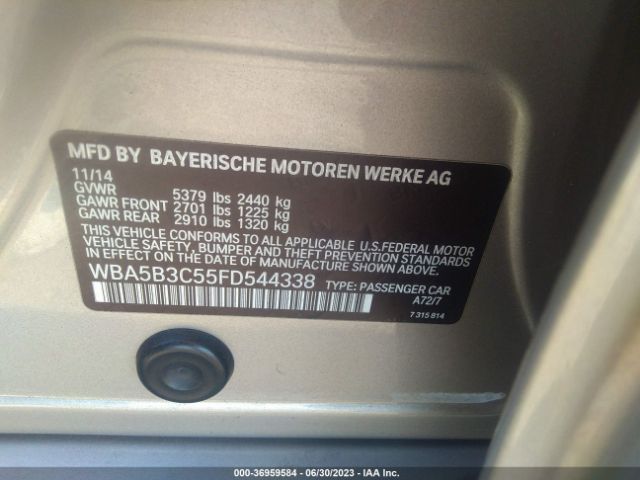 MFD BY BAYERISCHE MOTOREN WERKE AG
11/14
GVWR 5379 lbs 2440 kg
GAWR FRONT 2701 lbs 1225 kg
GAWR REAR 2910 lbs 1320 kg
THIS VEHICLE CONFORMS TO ALL APPLICABLE U.S.FEDERAL MOTOR
VEHICLE SAFETY, BUMPER AND THEFT PREVENTION STANDARDS
IN EFFECT ON THE DATE OF MANUFACTURE SHOWN ABOVE.
WBA5B3C55FD544338
TYPE: PASSENGER CAR
A72/7
7 315 814
000-36959584 - 06/30/2023 - IAA Inc.